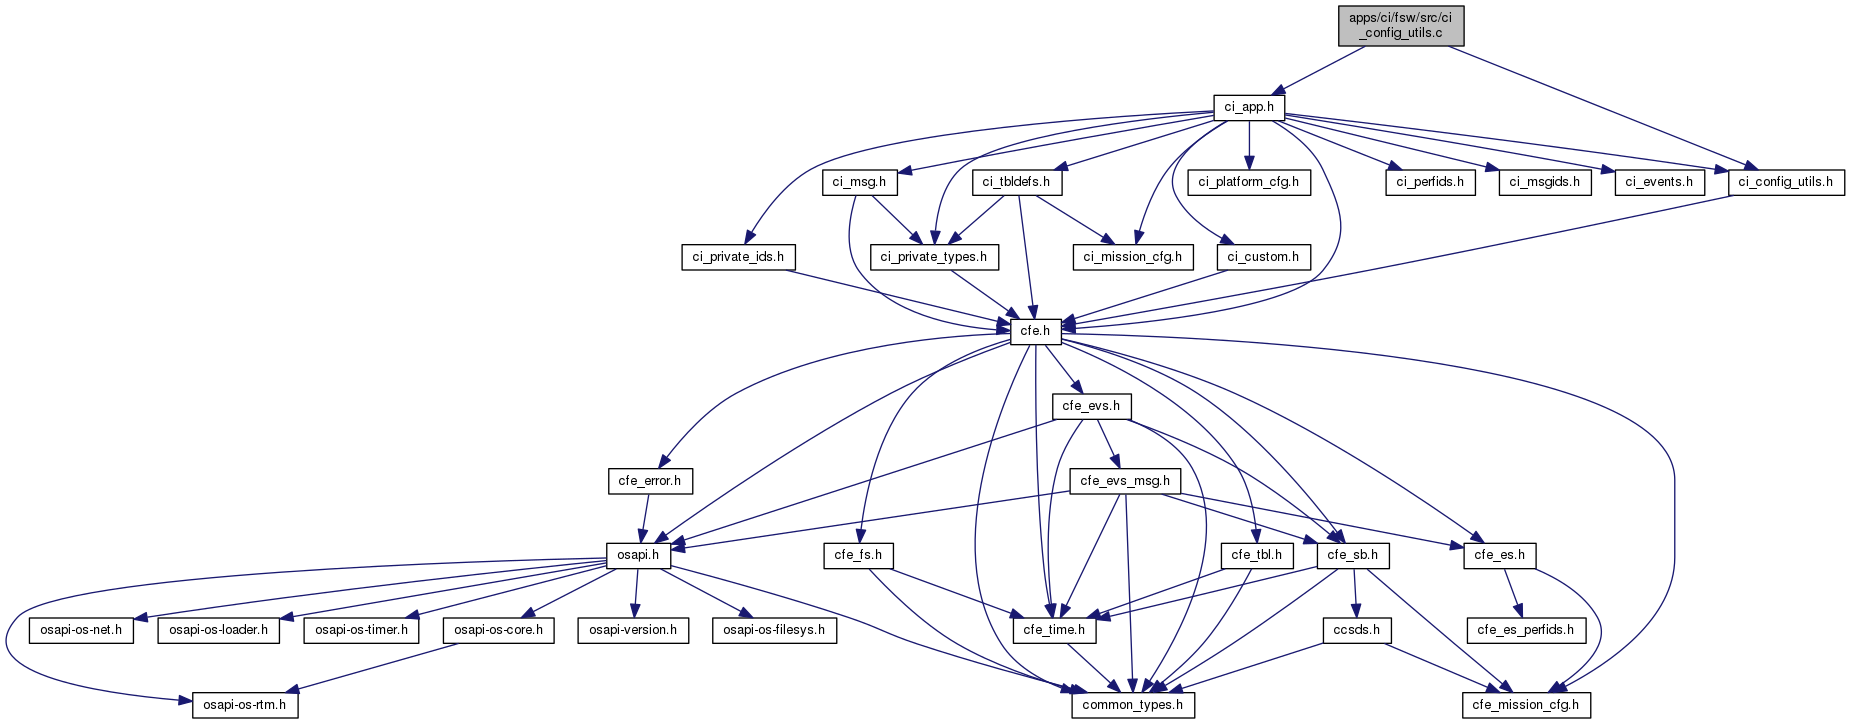 apps/ci/fsw/src/ci
_config_utils.c
ci_app.h
ci_msg.h
ci_tbldefs.h
ci_platform_cfg.h
ci_perfids.h
ci_msgids.h
ci_events.h
ci_config_utils.h
ci_private_ids.h
ci_private_types.h
ci_mission_cfg.h
ci_custom.h
cfe.h
cfe_evs.h
cfe_error.h
cfe_evs_msg.h
osapi.h
cfe_fs.h
cfe_tbl.h
cfe_sb.h
cfe_es.h
osapi-os-net.h
osapi-os-loader.h
osapi-os-timer.h
osapi-os-core.h
osapi-version.h
osapi-os-filesys.h
cfe_time.h
ccsds.h
cfe_es_perfids.h
osapi-os-rtm.h
common_types.h
cfe_mission_cfg.h